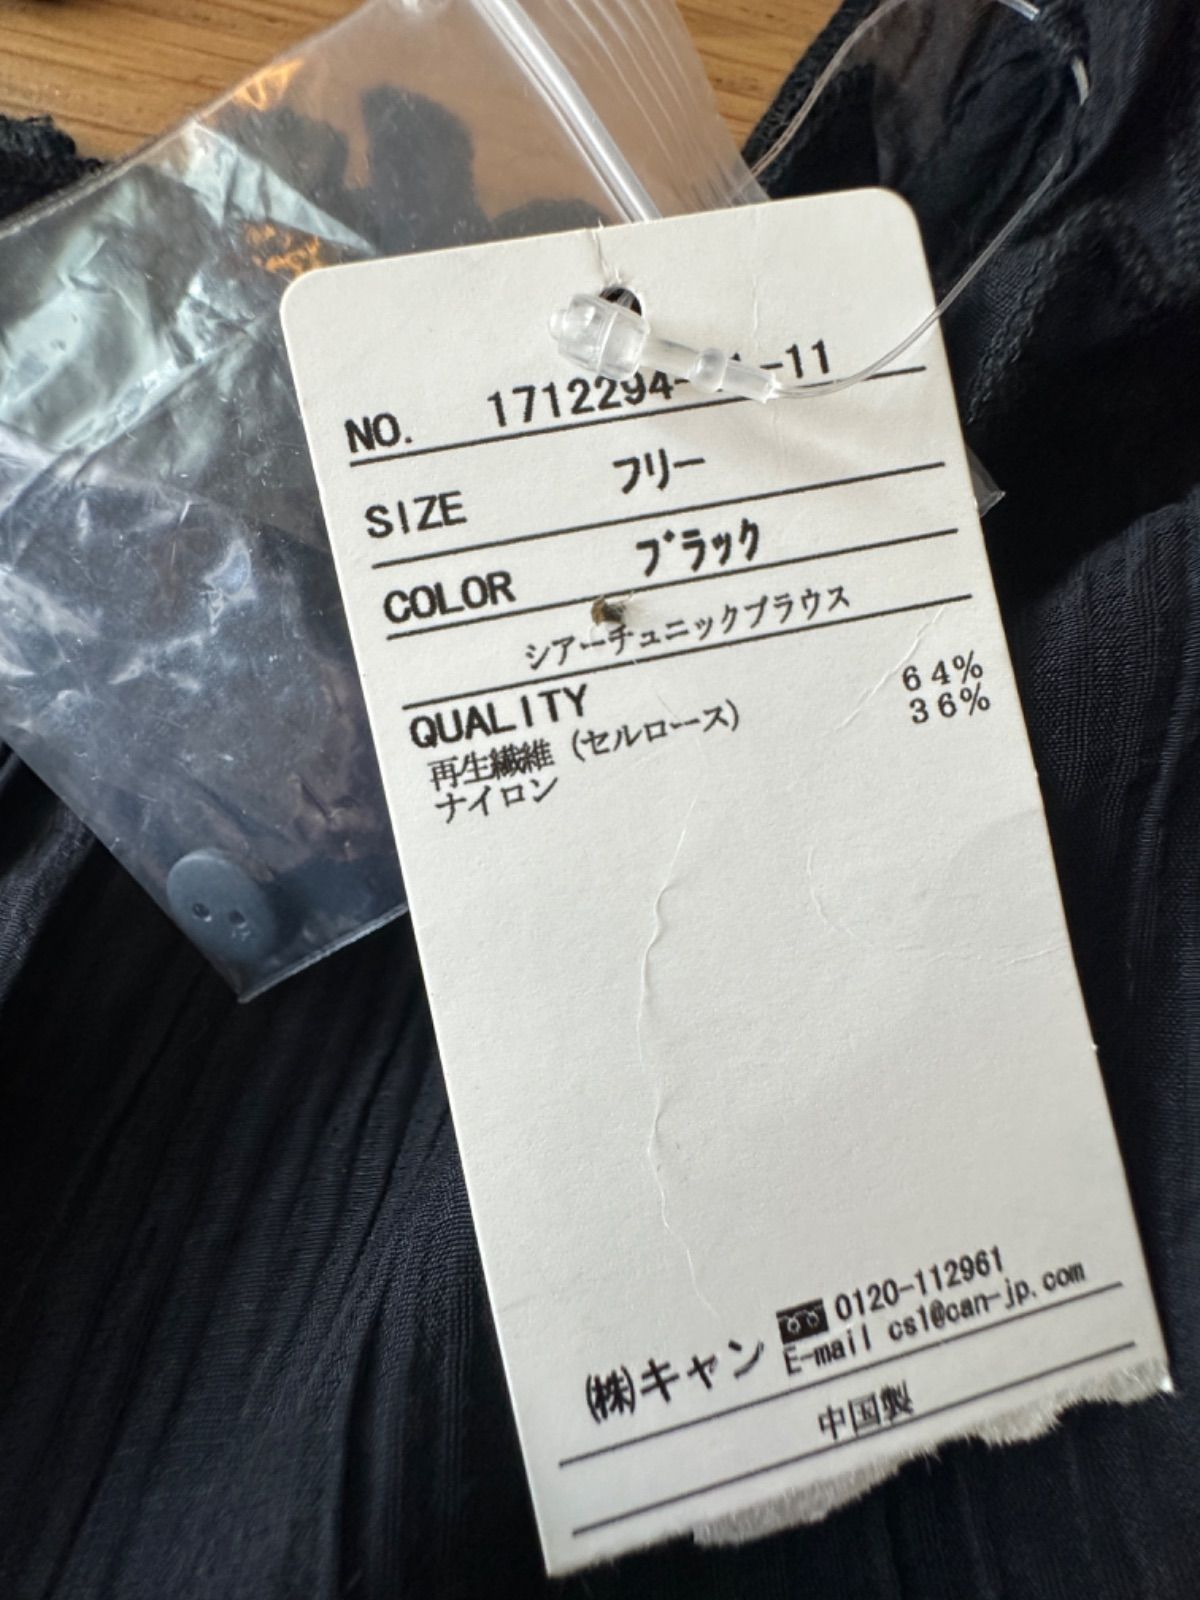 NO. 1712294- -11
SIZE フリー
COLOR ブラック
シアーチュニックブラウス
QUALITY
再生繊維 (セルロース) 64%
ナイロン 36%
(株)キャン 0120-112961
E-mail cs1@can-jp.com
中国製